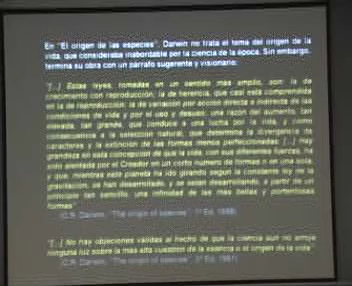 En "El origen de las especies", Darwin no trata el tema del origen de la
vida, que consideraba inabordable por la ciencia de la época. Sin embargo,
termina su obra con un párrafo sugerente y visionario:
"[...] Estas leyes, tomadas en un sentido más amplio, son: la de
crecimiento con reproducción; la de herencia, que casi está comprendida
en la de reproducción; la de variación por acción directa e indirecta de las
condiciones de vida y por el uso y desuso; una razón del aumento, tan
elevada, tan grande, que conduce a una lucha por la vida, y como
consecuencia a la selección natural, que determina la divergencia de
caracteres y la extinción de las formas menos perfeccionadas. [...] Hay
grandeza en esta concepción de que la vida, con sus diferentes fuerzas, ha
sido alentada por el Creador en un corto número de formas o en una sola,
y que, mientras este planeta ha ido girando según la constante ley de la
gravitación, se han desarrollado, y se están desarrollando, a partir de un
principio tan sencillo, una infinidad de las más bellas y portentosas
formas"
(C.R. Darwin, "The origin of species",
"[...] No hay objeciones válidas al hecho de que la ciencia aun no arroje
ninguna luz sobre la más alta cuestión de la esencia o el origen de la vida"
(C.R. Darwin, "The origin of species",